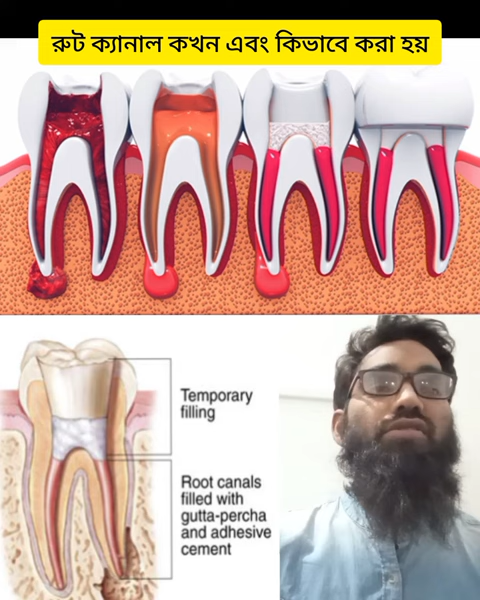 রুট ক্যানাল কখন এবং কিভাবে করা হয়
Temporary
filling
Root canals
filled with
gutta-percha
and adhesive
cement